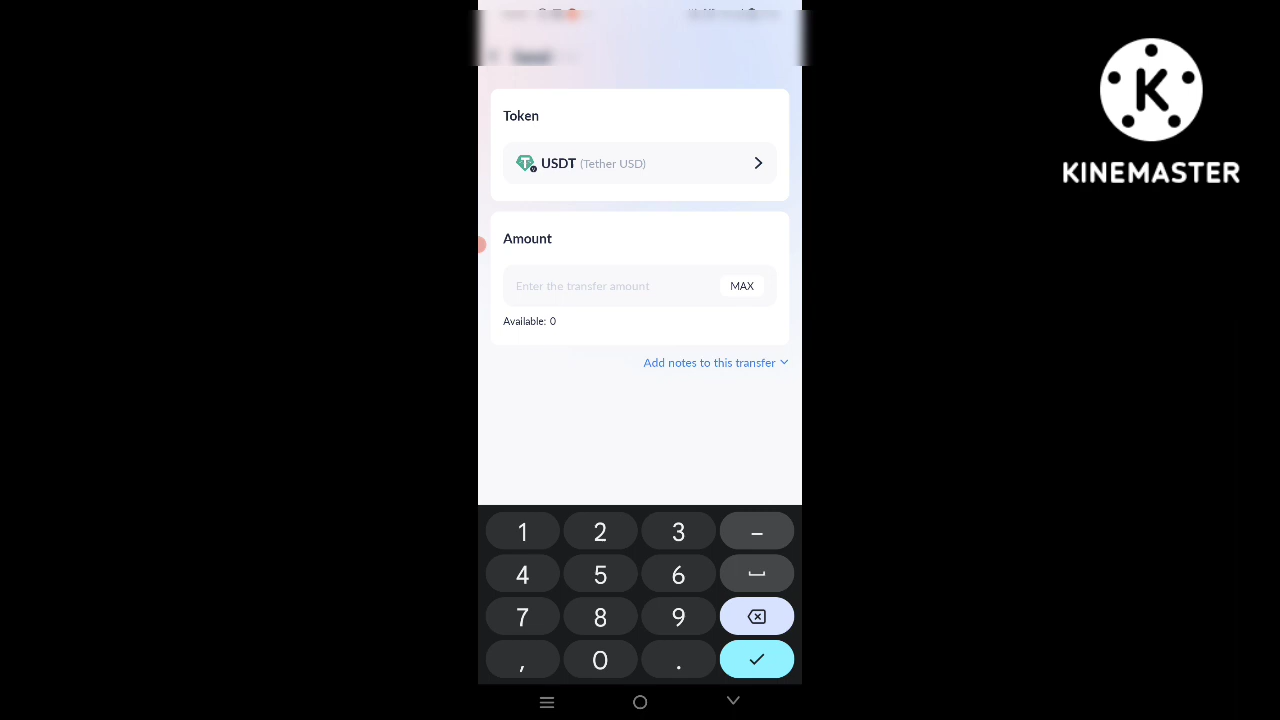 Token
USDT (Tether USD)
Amount
Enter the transfer amount
MAX
Available: 0
Add notes to this transfer
1 2 3 –
4 5 6
7 8 9
, 0 .
K
KINEMASTER